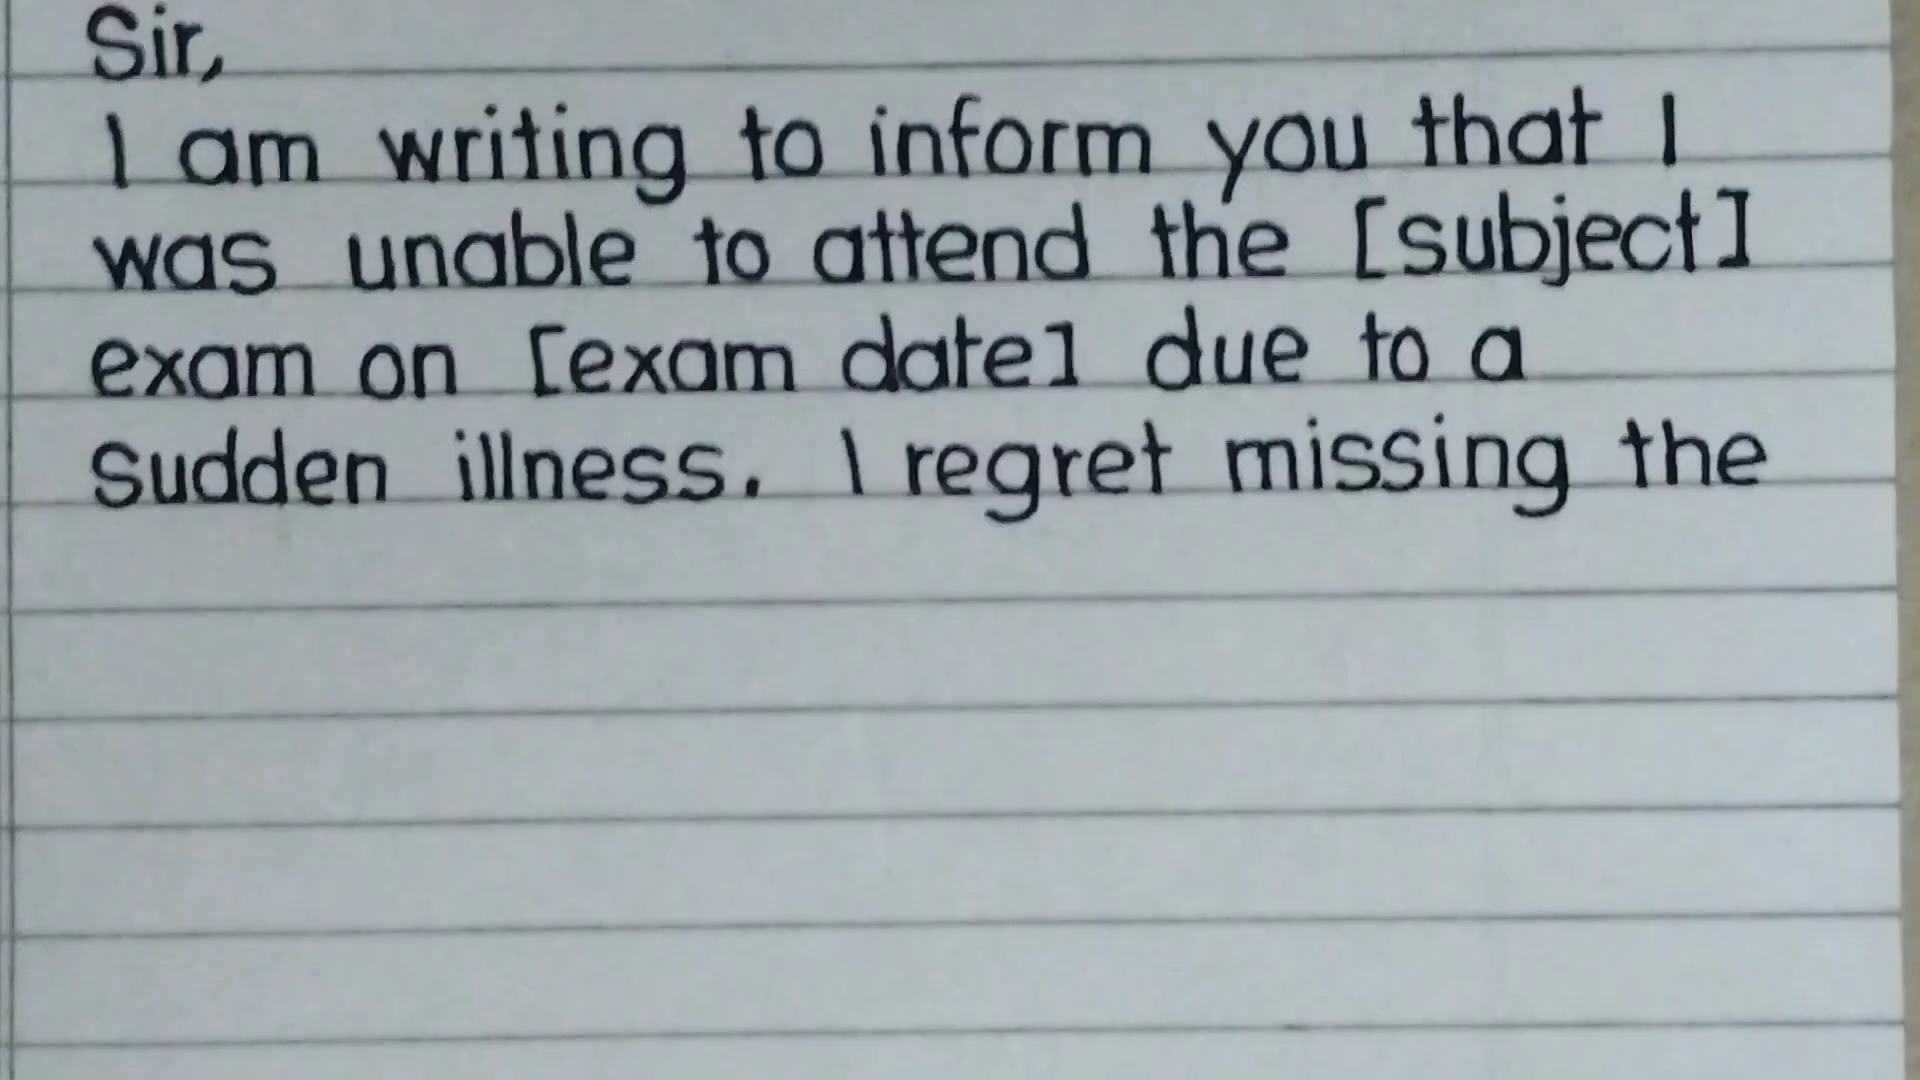 Sir,
I am writing to inform you that I
was unable to attend the [subject]
exam on [exam date] due to a
sudden illness. I regret missing the